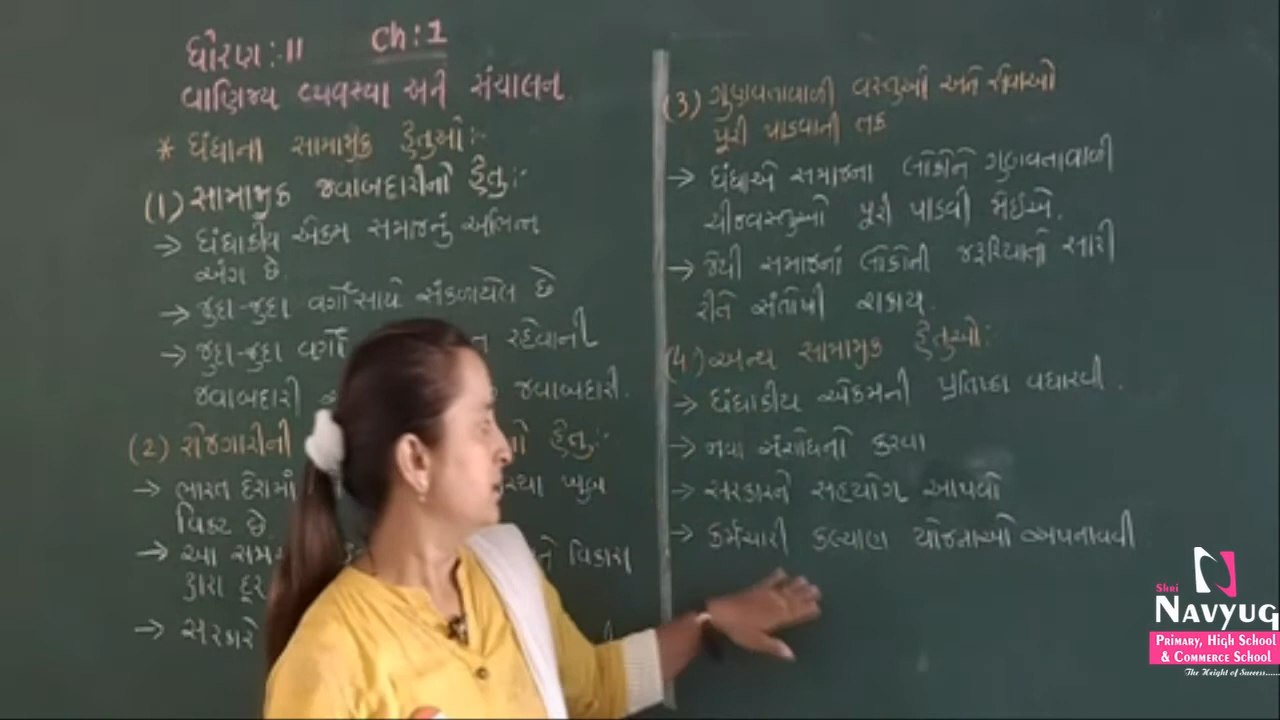 ધોરણ:-11 Ch:1
વાણિજ્ય વ્યવસ્થા અને સંચાલન
* ધંધાના સામાજીક હેતુઓ:-
(1) સામાજીક જવાબદારીનો હેતુ:-
→ ધંધાકીય એકમ સમાજનું અભિન્ન
અંગ છે.
→ જુદા-જુદા વર્ગો સાથે સંકળાયેલ છે
→ જુદા-જુદા વર્ગો રહેવાની
જવાબદારી જવાબદારી.
(2) રોજગારીની હેતુ:-
→ ભારત દેશમાં ખુબ
વિકટ છે
→ આ વિકાસ
દ્વારા દૂર
→ સરકારે
(3) ગુણવતાવાળી વસ્તુઓ અને સેવાઓ
પૂરી પાડવાની તક
→ ધંધાએ સમાજના લોકોને ગુણવતાવાળી
ચીજવસ્તુઓ પૂરી પાડવી જોઈએ.
→ જેથી સમાજનાં લોકોની જરૂરિયાતો સારી
રીતે સંતોષી શકાય.
(4) અન્ય સામાજીક હેતુઓ:
→ ધંધાકીય એકમની પ્રતિષ્ઠા વધારવી.
→ નવા સંશોધનો કરવા
→ સરકારને સહયોગ આપવો
→ કર્મચારી કલ્યાણ યોજનાઓ અપનાવવી
Shri
NAVYUG
PRIMARY, HIGH SCHOOL
& COMMERCE SCHOOL
The Height of Success......